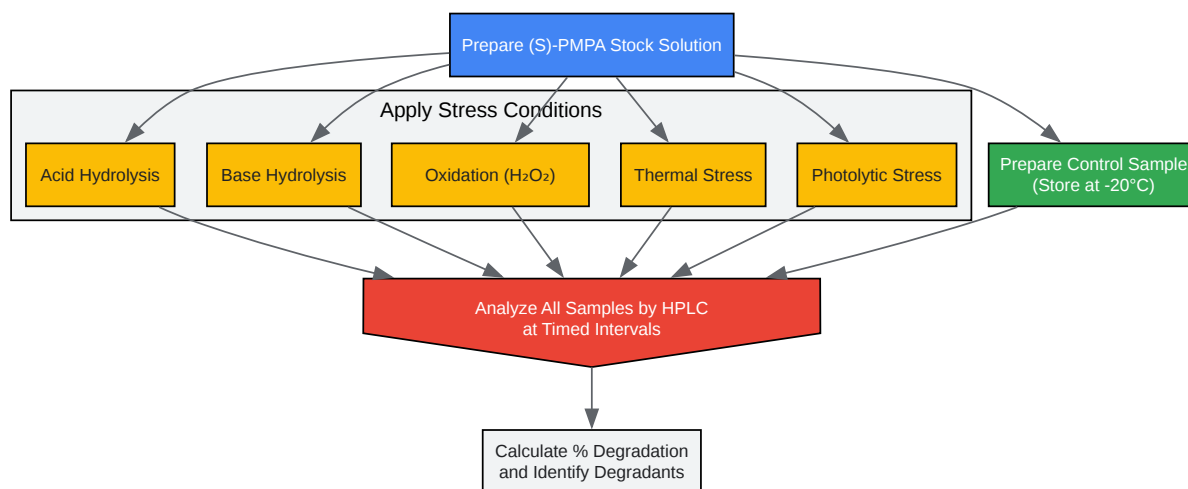 Prepare (S)-PMPA Stock Solution
Apply Stress Conditions
Acid Hydrolysis
Base Hydrolysis
Oxidation (H₂O₂)
Thermal Stress
Photolytic Stress
Prepare Control Samples
(Store at -20°C)
Analyze All Samples by HPLC
at Timed Intervals
Calculate % Degradation
and Identify Degradants